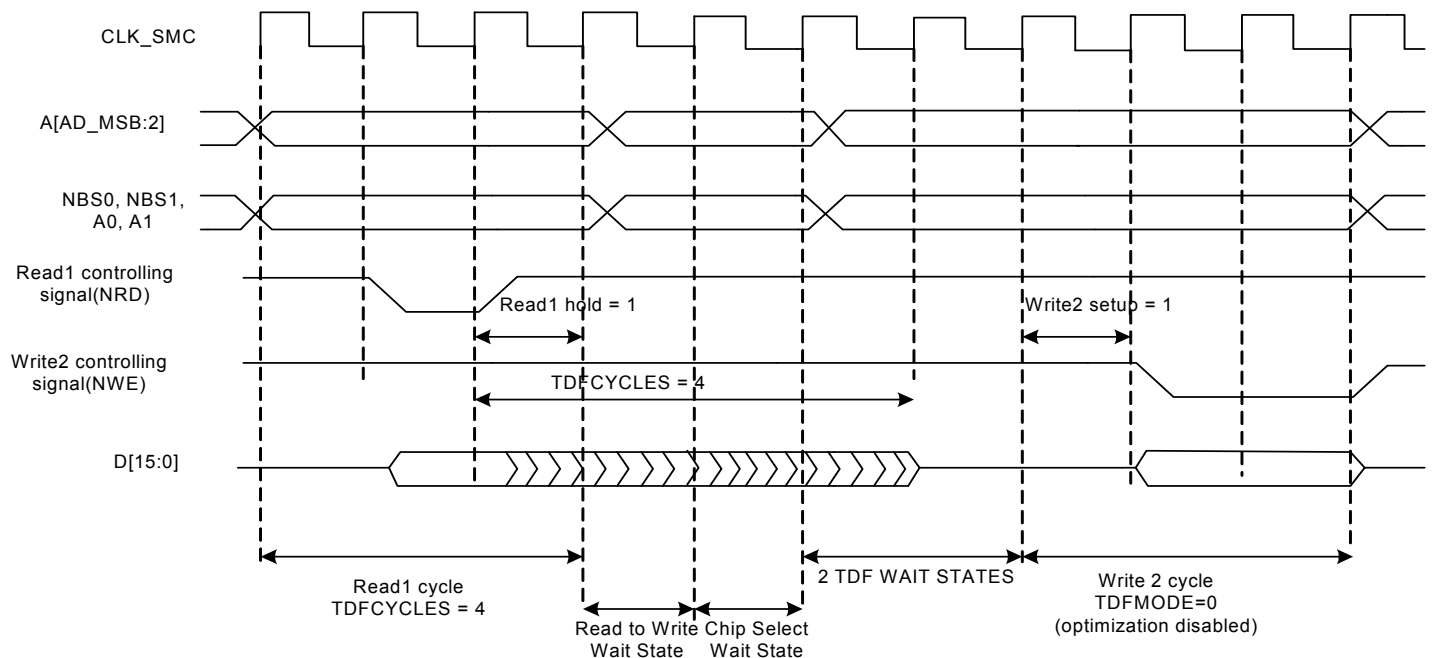 CLK_SMC
A[AD_MSB:2]
NBS0, NBS1,
A0, A1
Read1 controlling
signal(NRD)
Read1 hold = 1
Write2 setup = 1
Write2 controlling
signal(NWE)
TDFCYCLES = 4
D[15:0]
Read1 cycle
TDFCYCLES = 4
Read to Write
Wait State
Chip Select
Wait State
2 TDF WAIT STATES
Write 2 cycle
TDFMODE=0
(optimization disabled)